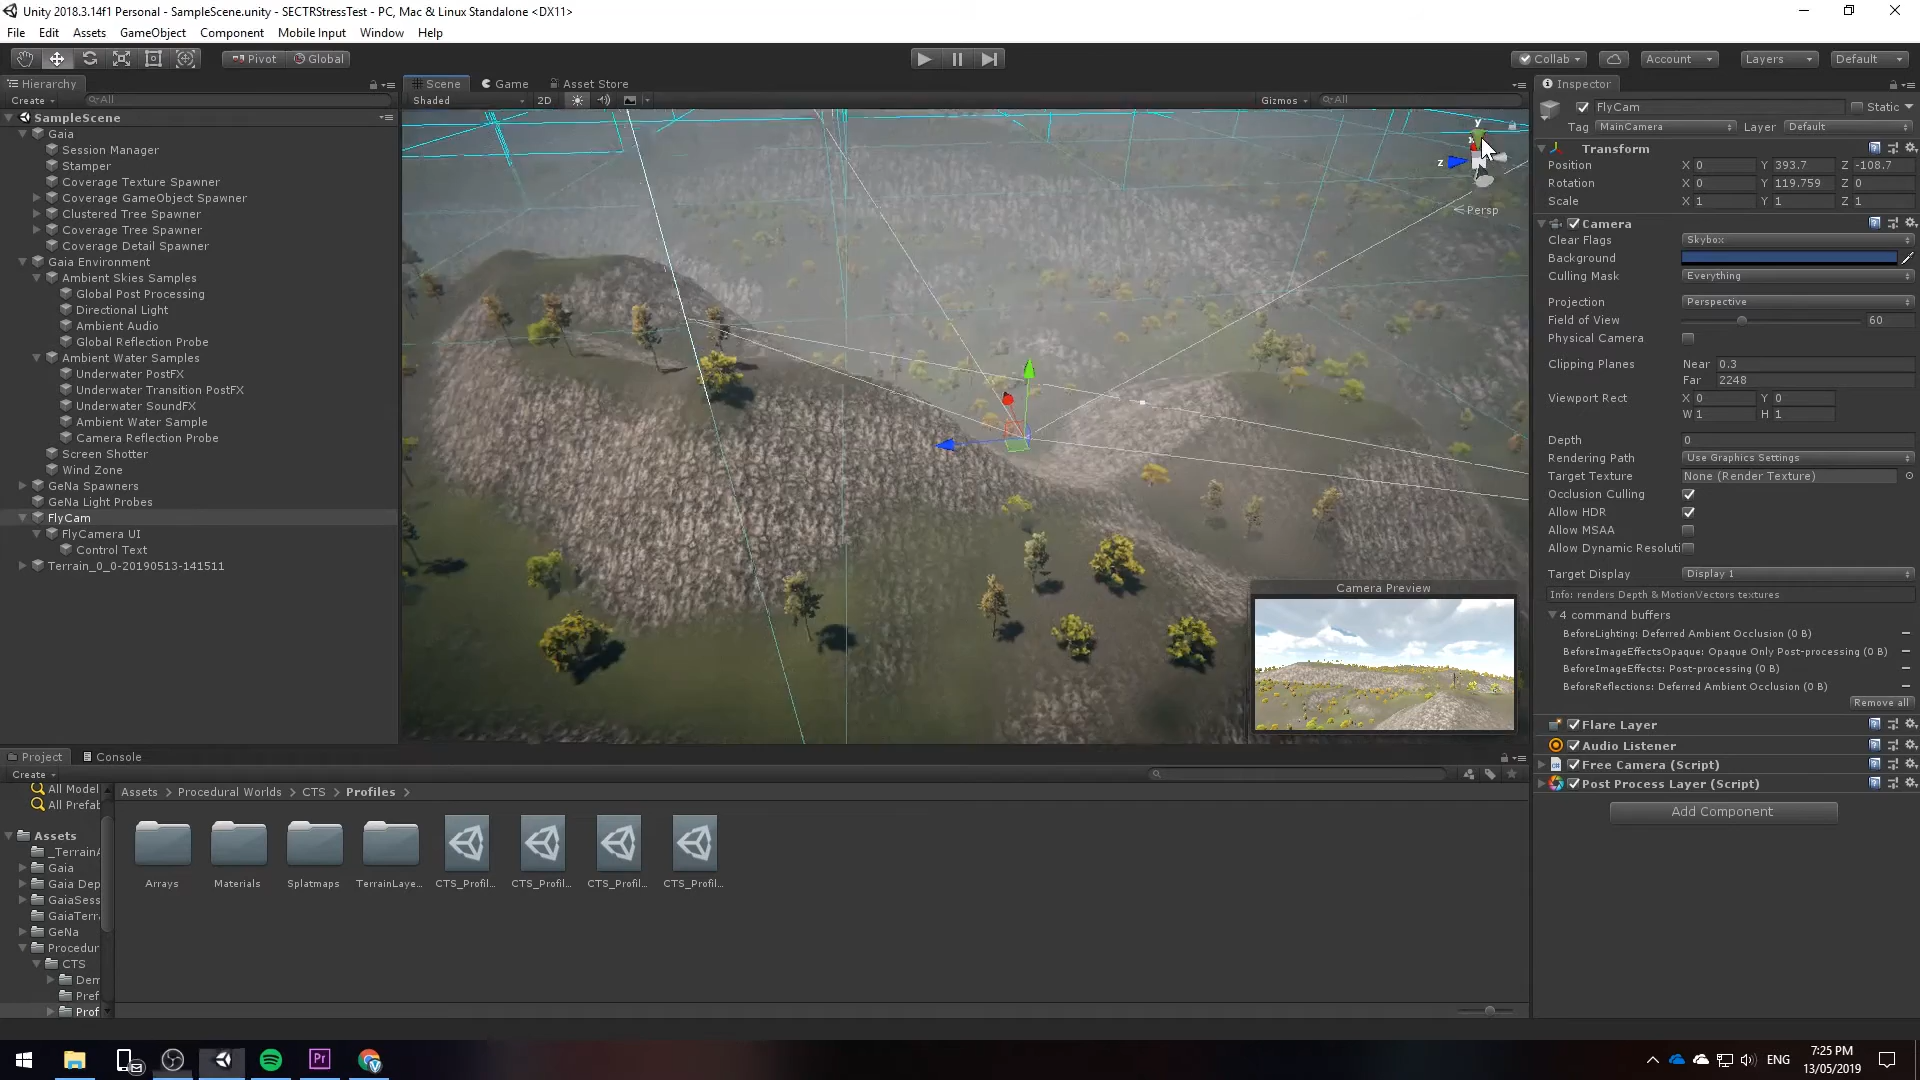 Unity 2018.3.14f1 Personal - SampleScene.unity - SECTRStressTest - PC, Mac & Linux Standalone <DX11>
File Edit Assets GameObject Component Mobile Input Window Help
Pivot Global Collab Account Layers Default
Hierarchy
Create All
SampleScene
Gaia
Session Manager
Stamper
Coverage Texture Spawner
Coverage GameObject Spawner
Clustered Tree Spawner
Coverage Tree Spawner
Coverage Detail Spawner
Gaia Environment
Ambient Skies Samples
Global Post Processing
Directional Light
Ambient Audio
Global Reflection Probe
Ambient Water Samples
Underwater PostFX
Underwater Transition PostFX
Underwater SoundFX
Ambient Water Sample
Camera Reflection Probe
Screen Shotter
Wind Zone
GeNa Spawners
GeNa Light Probes
FlyCam
FlyCamera UI
Control Text
Terrain_0_0-20190513-141511
Scene Game Asset Store
Shaded 2D Gizmos All
y
x
z
Persp
Camera Preview
Inspector
FlyCam Static
Tag MainCamera Layer Default
Transform
Position X 0 Y 393.7 Z -108.7
Rotation X 0 Y 119.759 Z 0
Scale X 1 Y 1 Z 1
Camera
Clear Flags Skybox
Background
Culling Mask Everything
Projection Perspective
Field of View 60
Physical Camera
Clipping Planes Near 0.3
Far 2248
Viewport Rect X 0 Y 0
W 1 H 1
Depth 0
Rendering Path Use Graphics Settings
Target Texture None (Render Texture)
Occlusion Culling
Allow HDR
Allow MSAA
Allow Dynamic Resoluti
Target Display Display 1
Info: renders Depth & MotionVectors textures
4 command buffers
BeforeLighting: Deferred Ambient Occlusion (0 B)
BeforeImageEffectsOpaque: Opaque Only Post-processing (0 B)
BeforeImageEffects: Post-processing (0 B)
BeforeReflections: Deferred Ambient Occlusion (0 B)
Remove all
Flare Layer
Audio Listener
Free Camera (Script)
Post Process Layer (Script)
Add Component
Project Console
Create
All Model
All Prefab
Assets
_TerrainA
Gaia
Gaia Dep
GaiaSess
GaiaTerr
GeNa
Procedur
CTS
Dem
Pref
Prof
Assets > Procedural Worlds > CTS > Profiles >
Arrays Materials Splatmaps TerrainLaye... CTS_Profil... CTS_Profil... CTS_Profil... CTS_Profil...
Pr
V
ENG
7:25 PM
13/05/2019